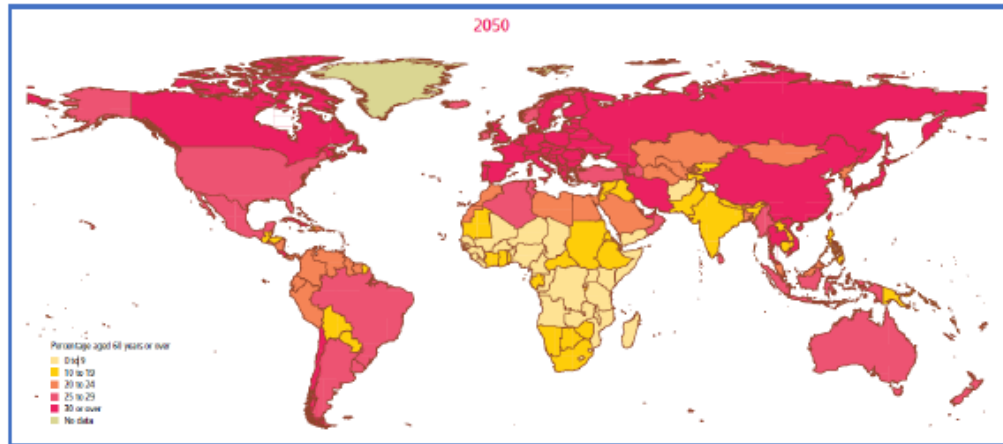 2050
Percentage aged 60 years or over
0 to 9
10 to 19
20 to 24
25 to 29
30 or over
No data